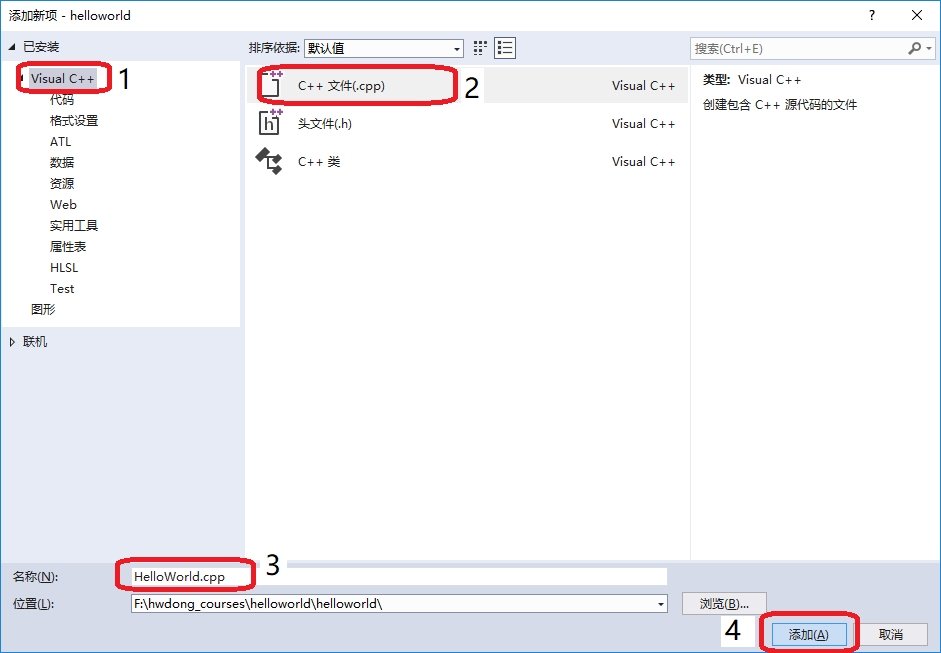 添加新项 - helloworld
?
已安装
排序依据: 默认值
搜索(Ctrl+E)
Visual C++ 1
代码
格式设置
ATL
数据
资源
Web
实用工具
属性表
HLSL
Test
图形
联机
C++ 文件(.cpp) 2 Visual C++
头文件(.h) Visual C++
C++ 类 Visual C++
类型: Visual C++
创建包含 C++ 源代码的文件
名称(N): HelloWorld.cpp 3
位置(L): F:\hwdong_courses\helloworld\helloworld\ 浏览(B)...
4 添加(A) 取消